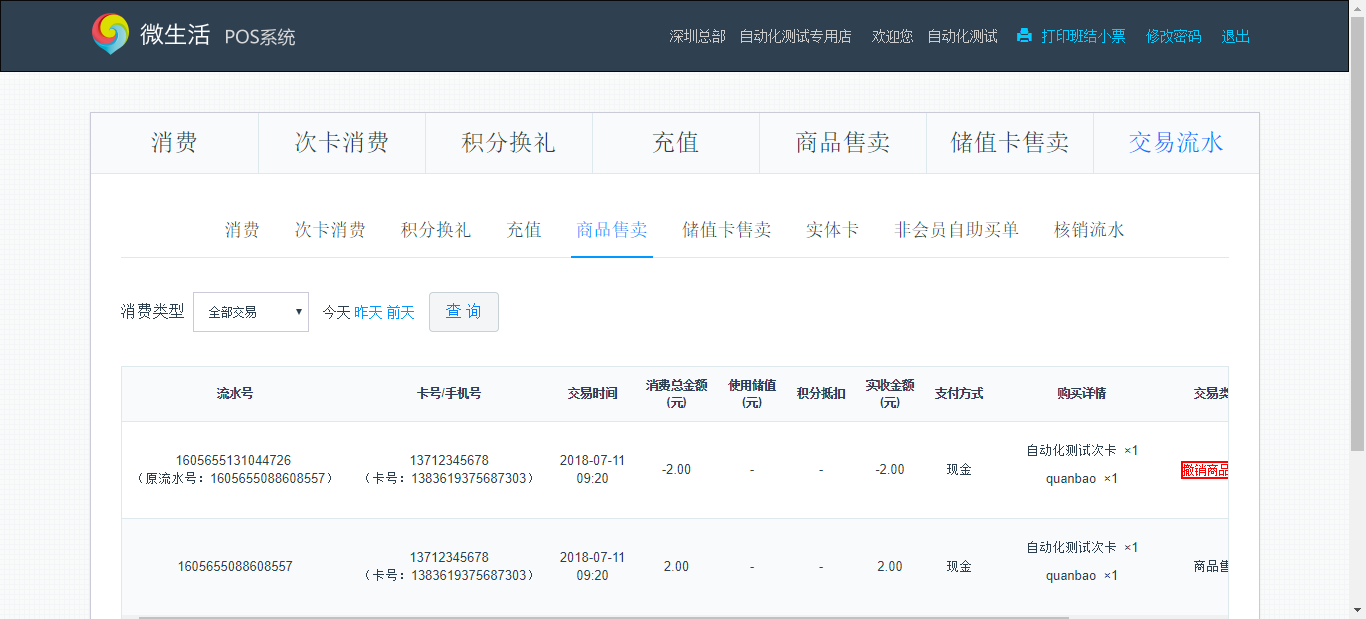 微生活 POS系统 深圳总部 自动化测试专用店 欢迎您 自动化测试 打印班结小票 修改密码 退出
消费 次卡消费 积分换礼 充值 商品售卖 储值卡售卖 交易流水
消费 次卡消费 积分换礼 充值 商品售卖 储值卡售卖 实体卡 非会员自助买单 核销流水
消费类型 全部交易 今天 昨天 前天 查 询
流水号 卡号/手机号 交易时间 消费总金额 (元) 使用储值 (元) 积分抵扣 实收金额 (元) 支付方式 购买详情 交易类
1605655131044726 13712345678 2018-07-11 -2.00 - - -2.00 现金 自动化测试次卡 ×1 撤销商品
（原流水号：1605655088608557） （卡号：1383619375687303） 09:20 quanbao ×1
1605655088608557 13712345678 2018-07-11 2.00 - - 2.00 现金 自动化测试次卡 ×1 商品售
（卡号：1383619375687303） 09:20 quanbao ×1